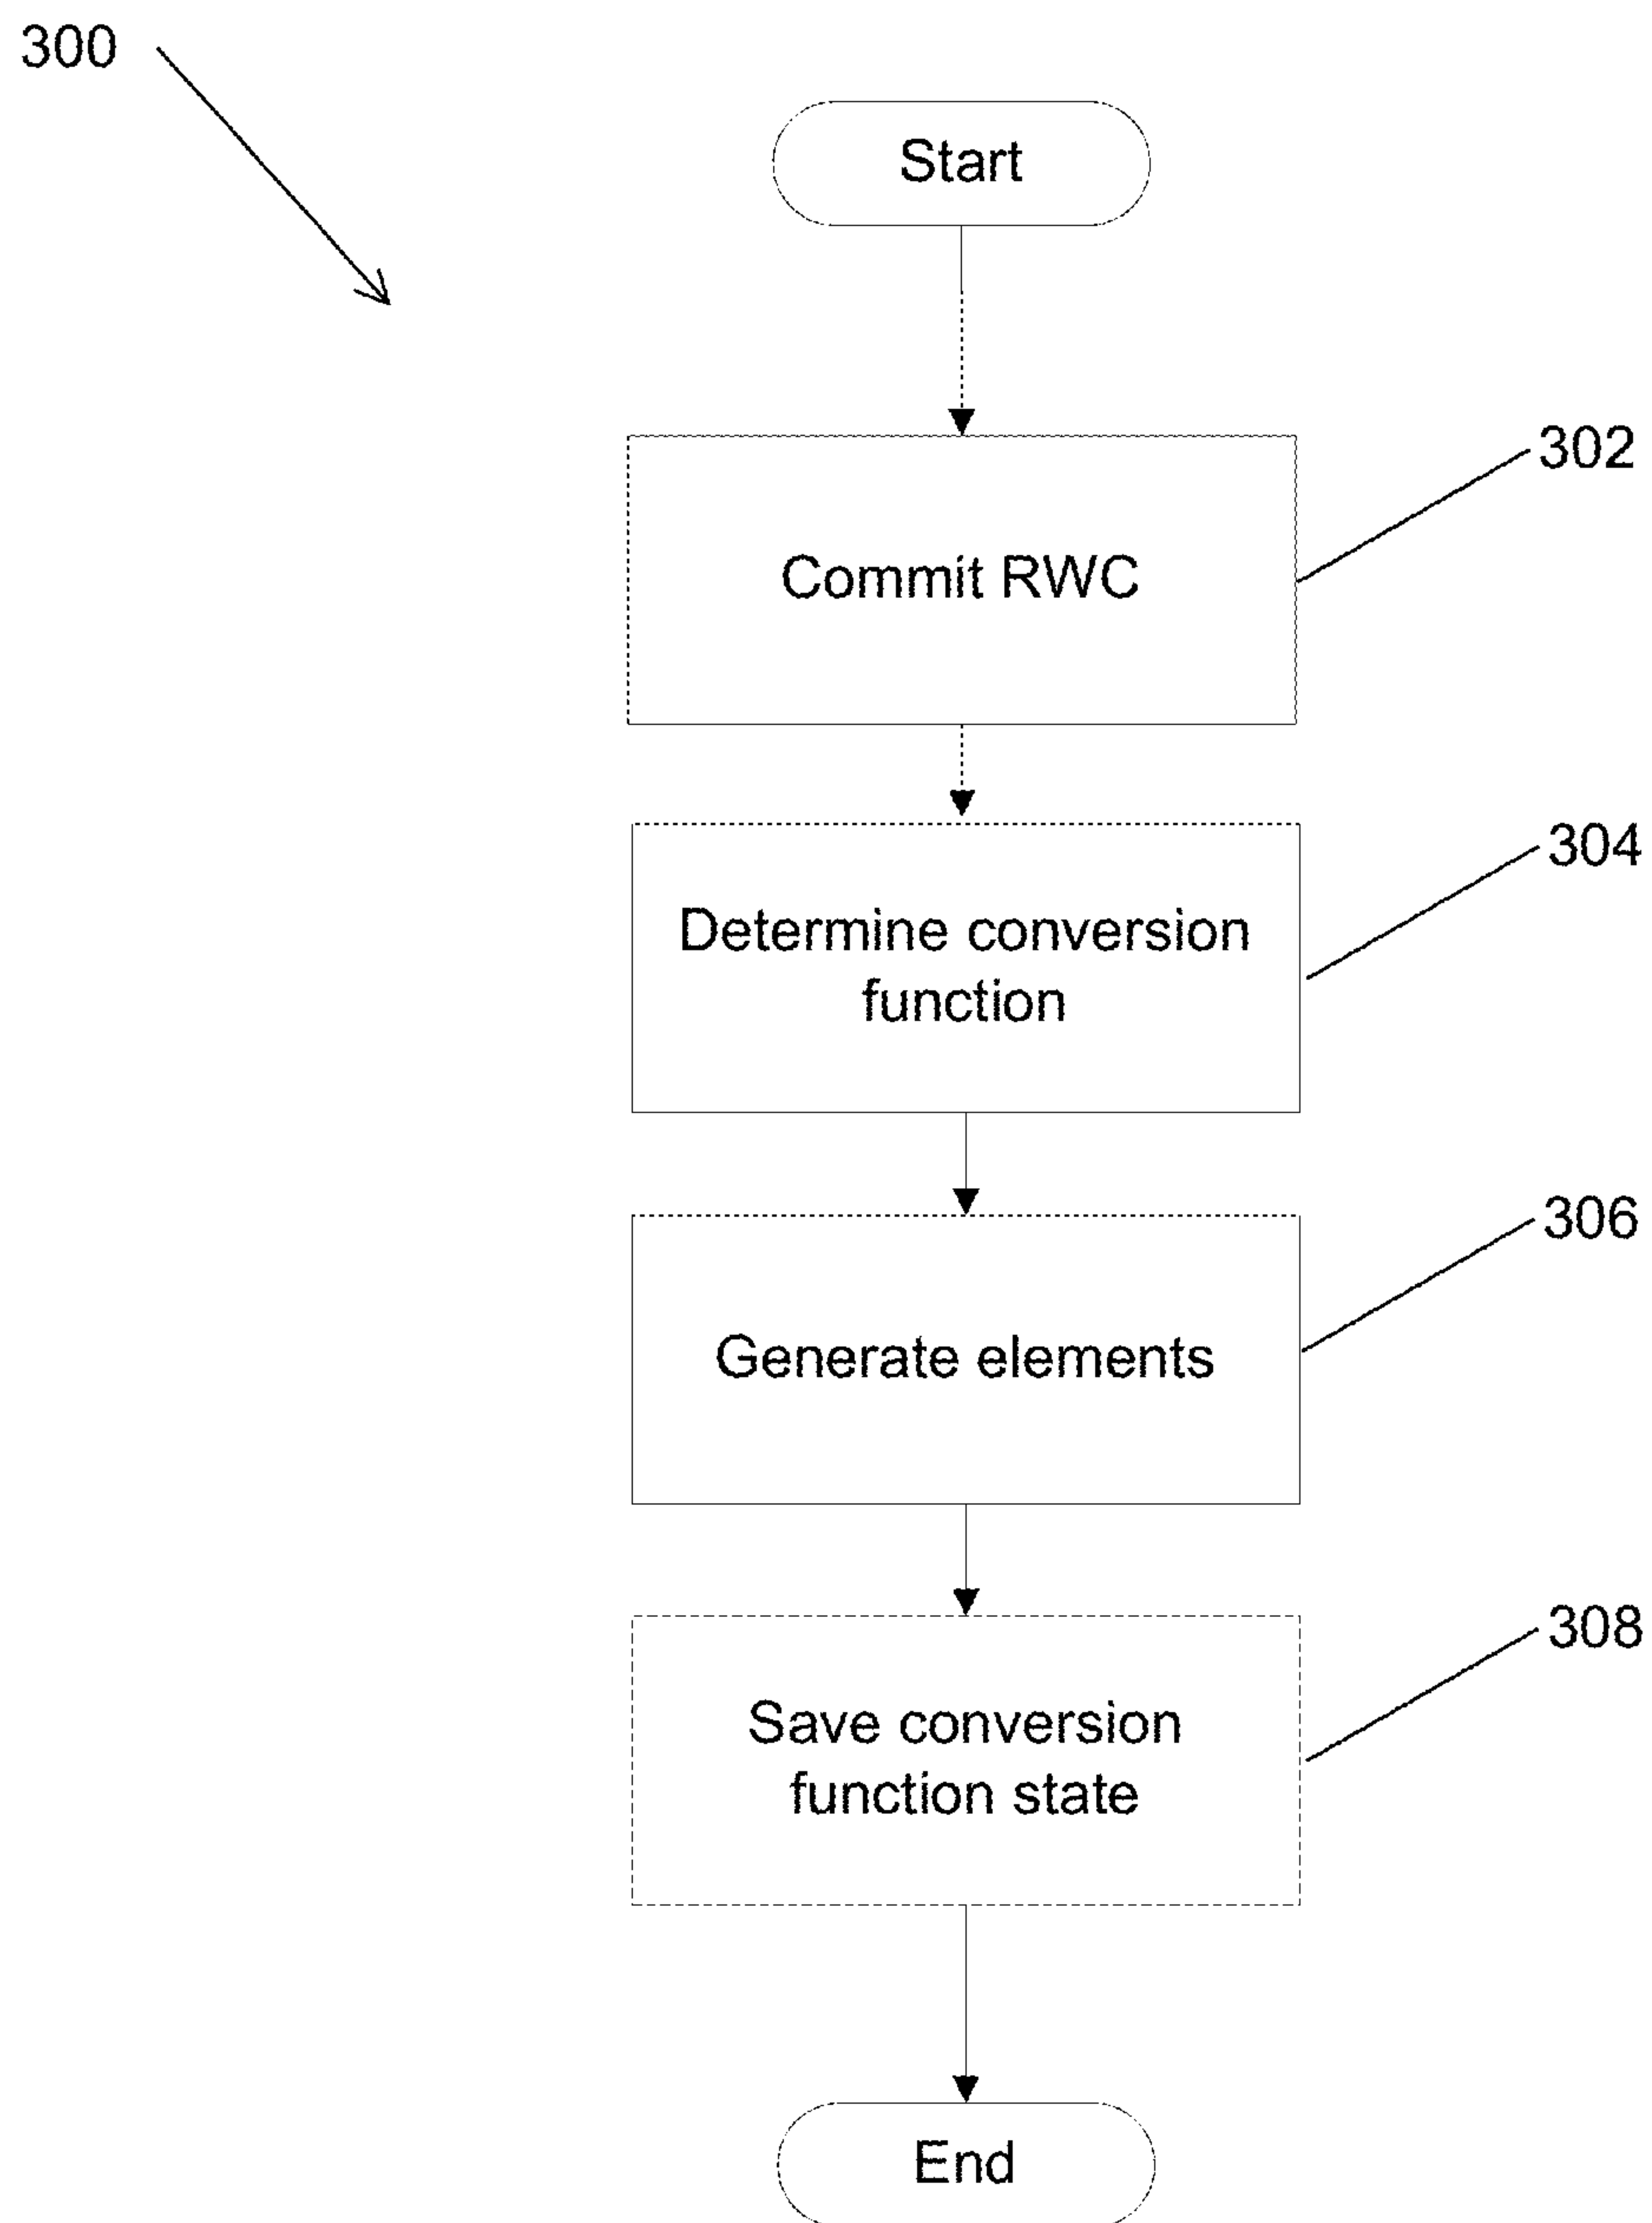 300
Start
302
Commit RWC
304
Determine conversion
function
306
Generate elements
308
Save conversion
function state
End